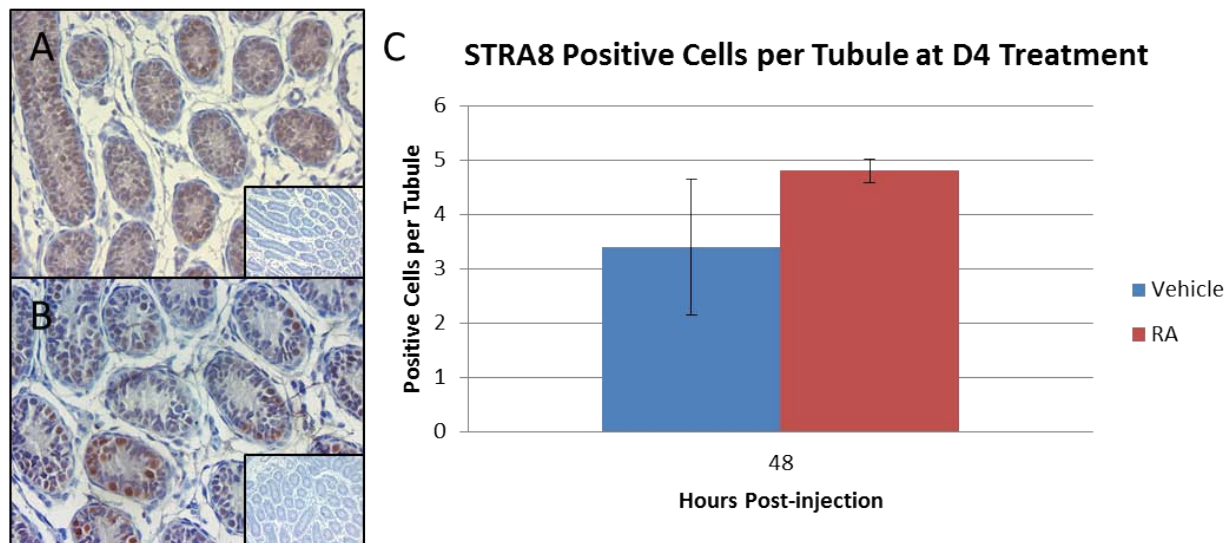 A
B
C
STRA8 Positive Cells per Tubule at D4 Treatment
Positive Cells per Tubule
6
5
4
3
2
1
0
48
Hours Post-injection
Vehicle
RA